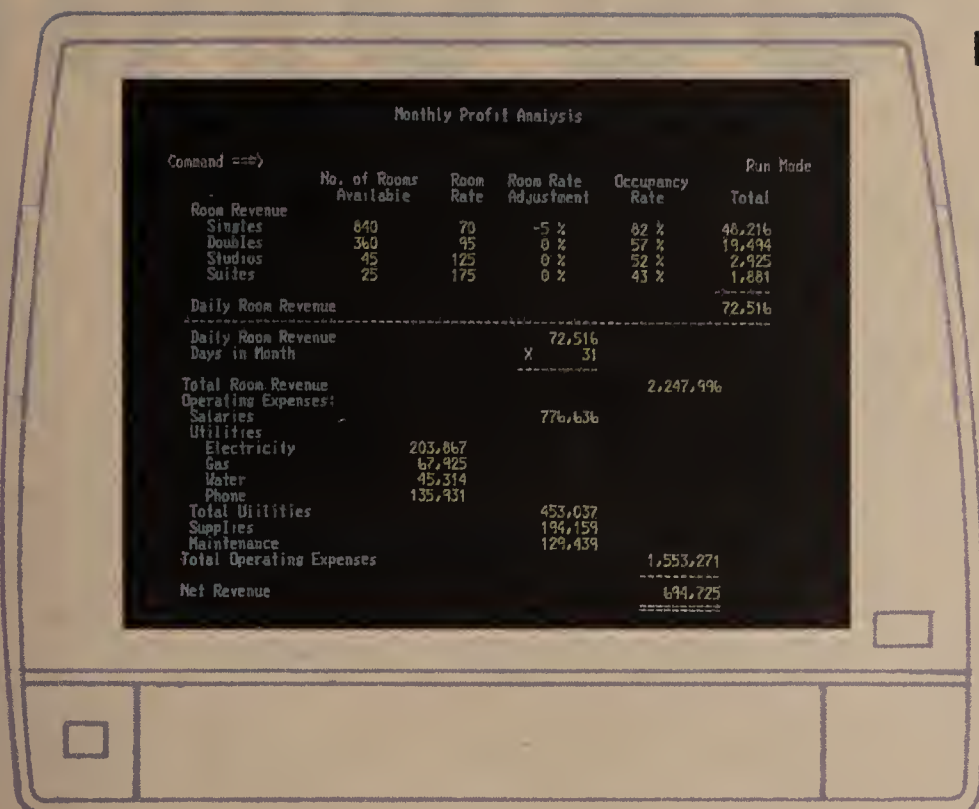 Monthly Profit Analysis
Command ===> Run Mode
No. of Rooms Room Room Rate Occupancy
Available Rate Adjustment Rate Total
Room Revenue
Singles 840 70 -5 % 82 % 48,216
Doubles 360 95 0 % 57 % 19,494
Studios 45 125 0 % 52 % 2,925
Suites 25 175 0 % 43 % 1,881
Daily Room Revenue 72,516
Daily Room Revenue 72,516
Days in Month X 31
Total Room Revenue 2,247,996
Operating Expenses:
Salaries 776,636
Utilities
Electricity 203,867
Gas 67,925
Water 45,314
Phone 135,931
Total Utilities 453,037
Supplies 194,159
Maintenance 129,439
Total Operating Expenses 1,553,271
Net Revenue 694,725